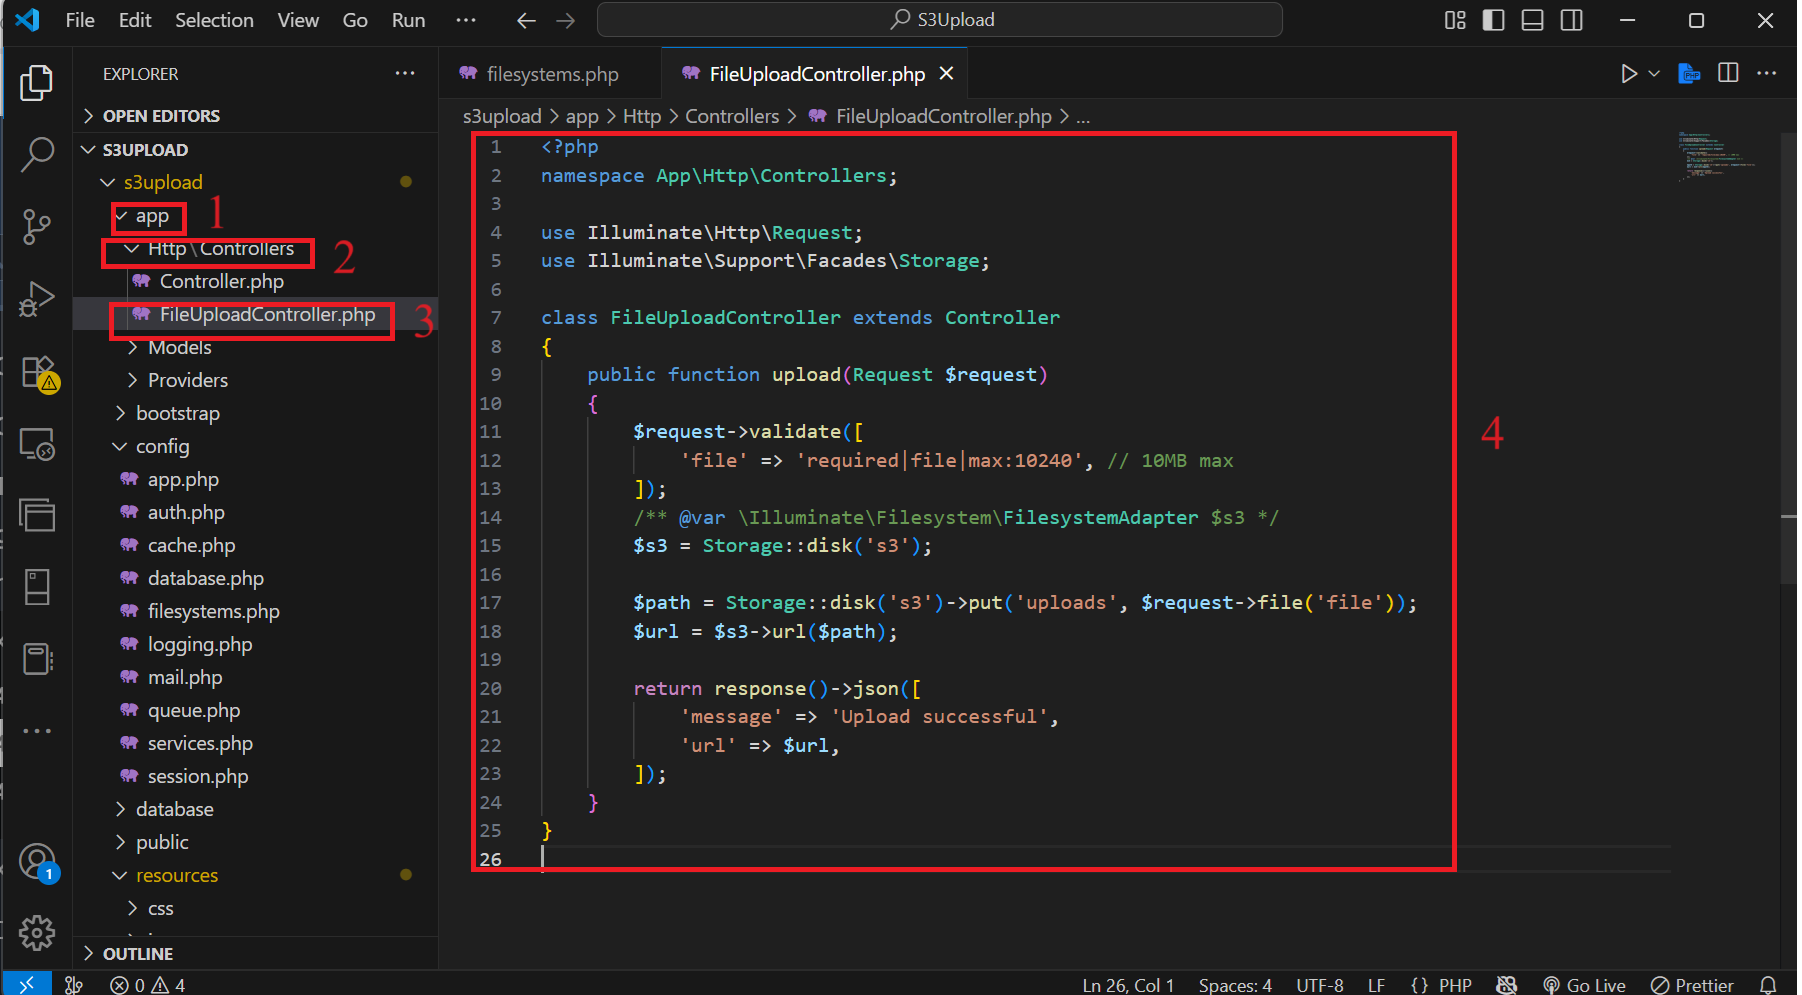 File Edit Selection View Go Run ··· S3Upload
EXPLORER ···
OPEN EDITORS
S3UPLOAD
s3upload
app 1
Http\Controllers 2
Controller.php
FileUploadController.php 3
Models
Providers
bootstrap
config
app.php
auth.php
cache.php
database.php
filesystems.php
logging.php
mail.php
queue.php
services.php
session.php
database
public
resources
css
OUTLINE
1
filesystems.php FileUploadController.php
PHP
s3upload > app > Http > Controllers > FileUploadController.php > ...
1 <?php
2 namespace App\Http\Controllers;
3
4 use Illuminate\Http\Request;
5 use Illuminate\Support\Facades\Storage;
6
7 class FileUploadController extends Controller
8 {
9 public function upload(Request $request)
10 {
11 $request->validate([
12 'file' => 'required|file|max:10240', // 10MB max
13 ]);
14 /** @var \Illuminate\Filesystem\FilesystemAdapter $s3 */
15 $s3 = Storage::disk('s3');
16
17 $path = Storage::disk('s3')->put('uploads', $request->file('file'));
18 $url = $s3->url($path);
19
20 return response()->json([
21 'message' => 'Upload successful',
22 'url' => $url,
23 ]);
24 }
25 }
26
4
0 4 Ln 26, Col 1 Spaces: 4 UTF-8 LF {} PHP Go Live Prettier